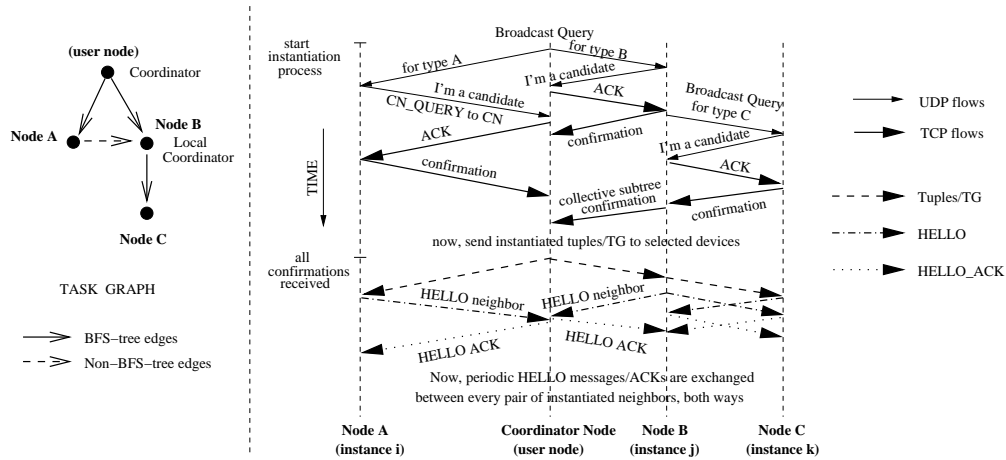 (user node)
Coordinator
Node A
Node B
Local
Coordinator
Node C
TASK GRAPH
BFS−tree edges
Non−BFS−tree edges
Broadcast Query
start
instantiation
process
for type A
for type B
I'm a candidate
I'm a candidate
CN_QUERY to CN
ACK
Broadcast Query
for type C
ACK
confirmation
I'm a candidate
ACK
TIME
confirmation
collective subtree
confirmation
confirmation
now, send instantiated tuples/TG to selected devices
all
confirmations
received
HELLO neighbor
HELLO neighbor
HELLO ACK
HELLO ACK
Now, periodic HELLO messages/ACKs are exchanged
between every pair of instantiated neighbors, both ways
Node A
(instance i)
Coordinator Node
(user node)
Node B
(instance j)
Node C
(instance k)
UDP flows
TCP flows
Tuples/TG
HELLO
HELLO_ACK